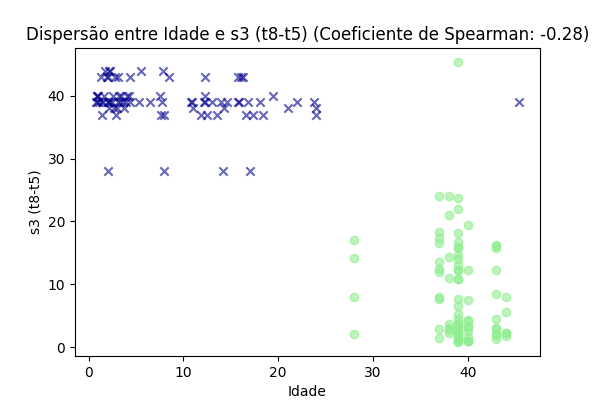 Dispersão entre Idade e s3 (t8-t5) (Coeficiente de Spearman: -0.28)
s3 (t8-t5)
40
30
20
10
0
0 10 20 30 40
Idade